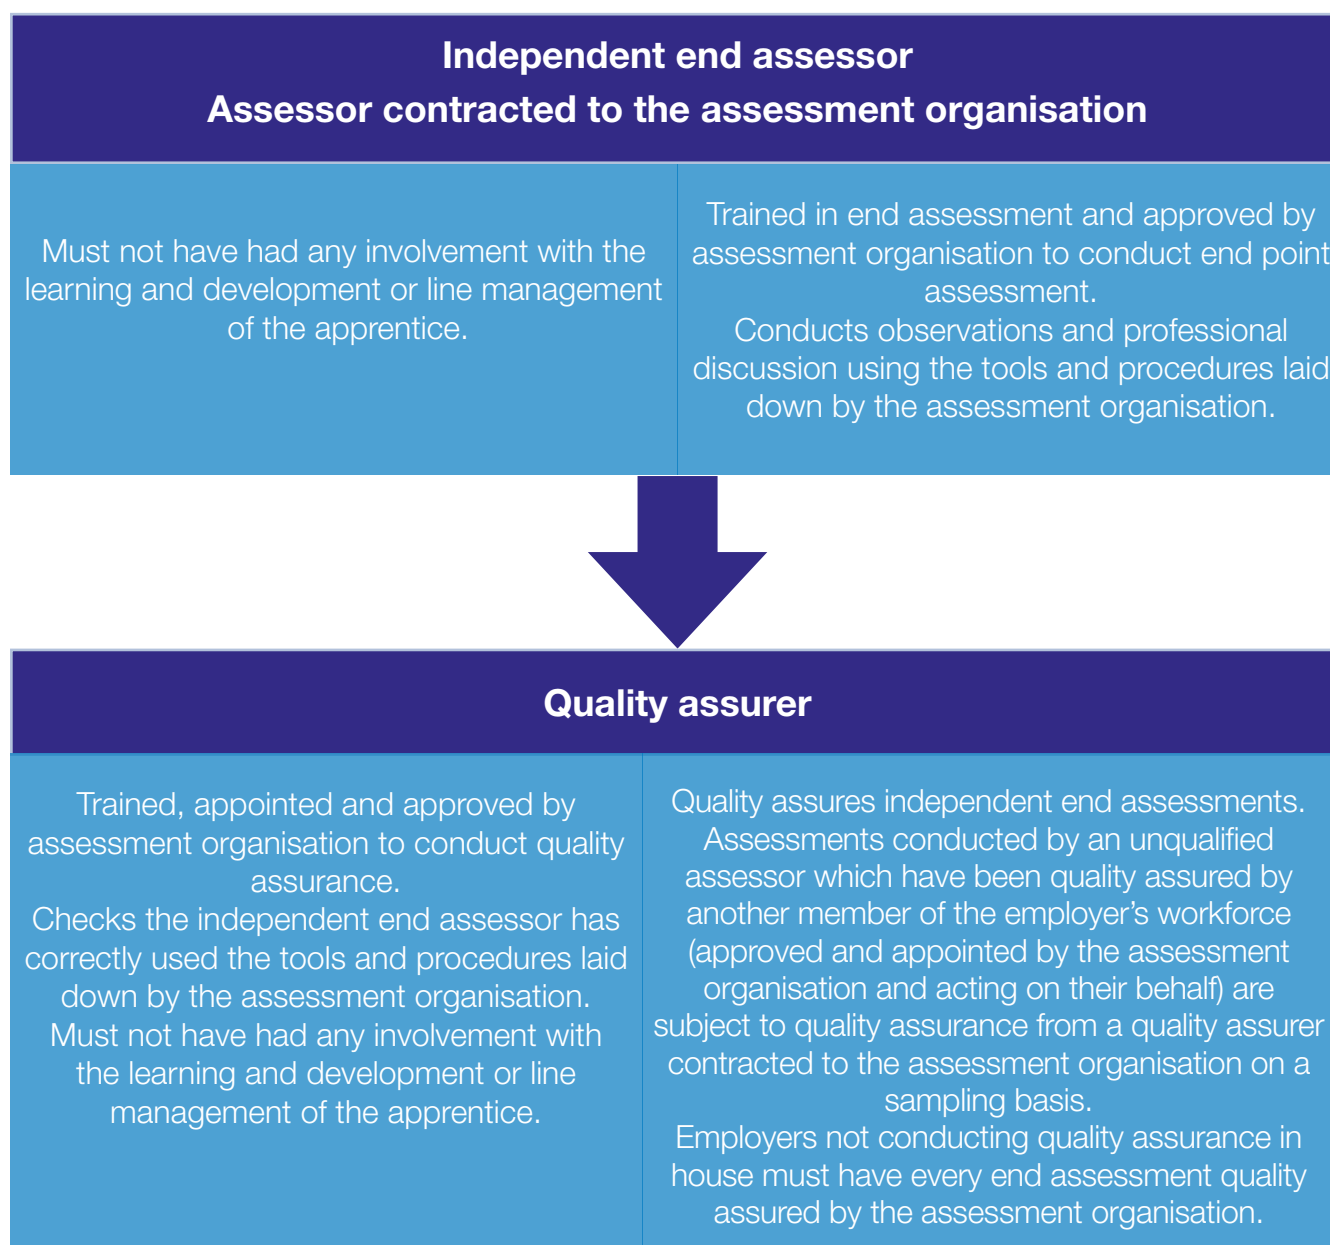 Independent end assessor
Assessor contracted to the assessment organisation
Must not have had any involvement with the
learning and development or line management
of the apprentice.
Trained in end assessment and approved by
assessment organisation to conduct end point
assessment.
Conducts observations and professional
discussion using the tools and procedures laid
down by the assessment organisation.
Quality assurer
Trained, appointed and approved by
assessment organisation to conduct quality
assurance.
Checks the independent end assessor has
correctly used the tools and procedures laid
down by the assessment organisation.
Must not have had any involvement with
the learning and development or line
management of the apprentice.
Quality assures independent end assessments.
Assessments conducted by an unqualified
assessor which have been quality assured by
another member of the employer’s workforce
(approved and appointed by the assessment
organisation and acting on their behalf) are
subject to quality assurance from a quality assurer
contracted to the assessment organisation on a
sampling basis.
Employers not conducting quality assurance in
house must have every end assessment quality
assured by the assessment organisation.